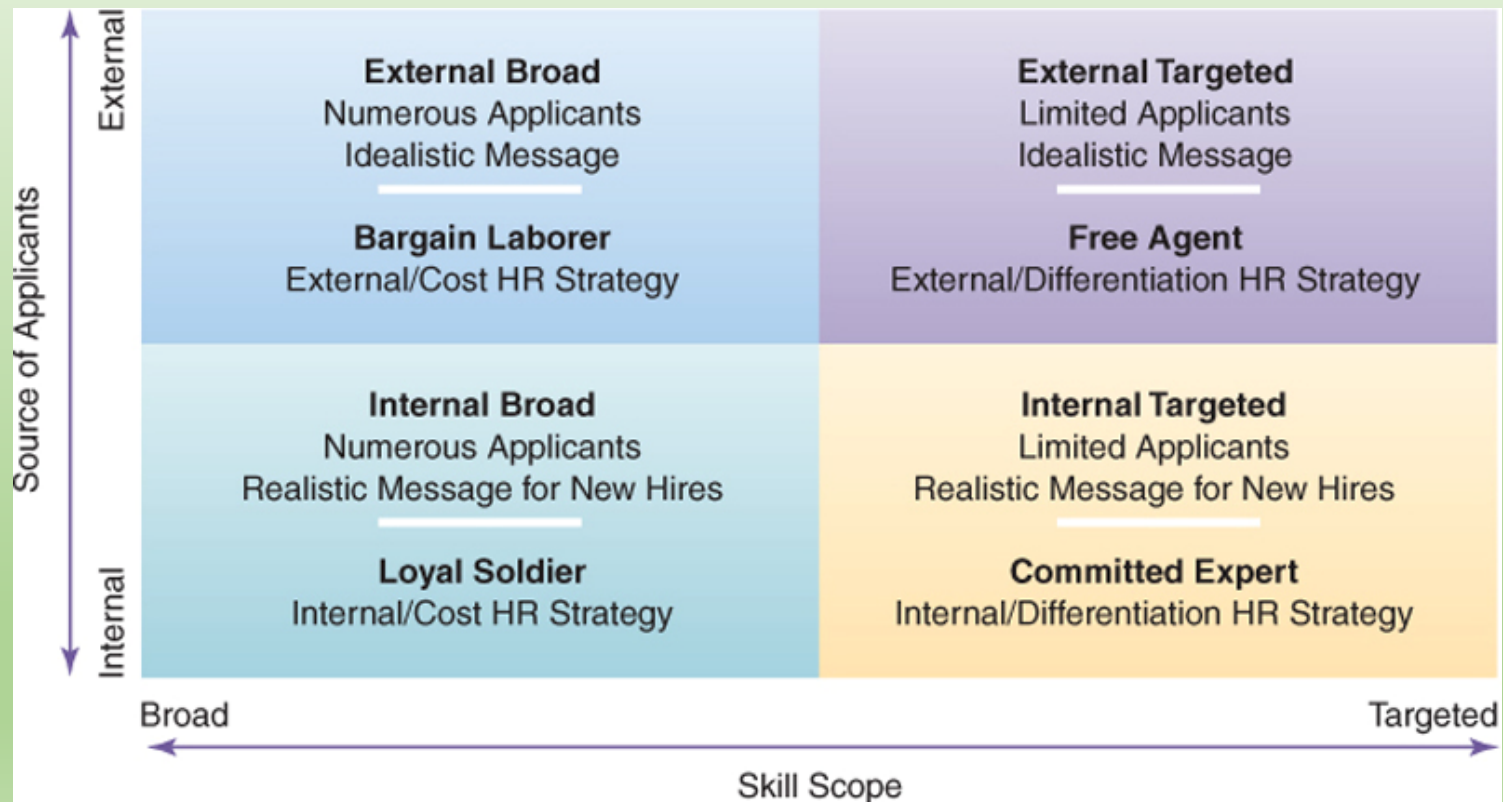 Source of Applicants
External
Internal
External Broad
Numerous Applicants
Idealistic Message
Bargain Laborer
External/Cost HR Strategy
External Targeted
Limited Applicants
Idealistic Message
Free Agent
External/Differentiation HR Strategy
Internal Broad
Numerous Applicants
Realistic Message for New Hires
Loyal Soldier
Internal/Cost HR Strategy
Internal Targeted
Limited Applicants
Realistic Message for New Hires
Committed Expert
Internal/Differentiation HR Strategy
Broad
Targeted
Skill Scope